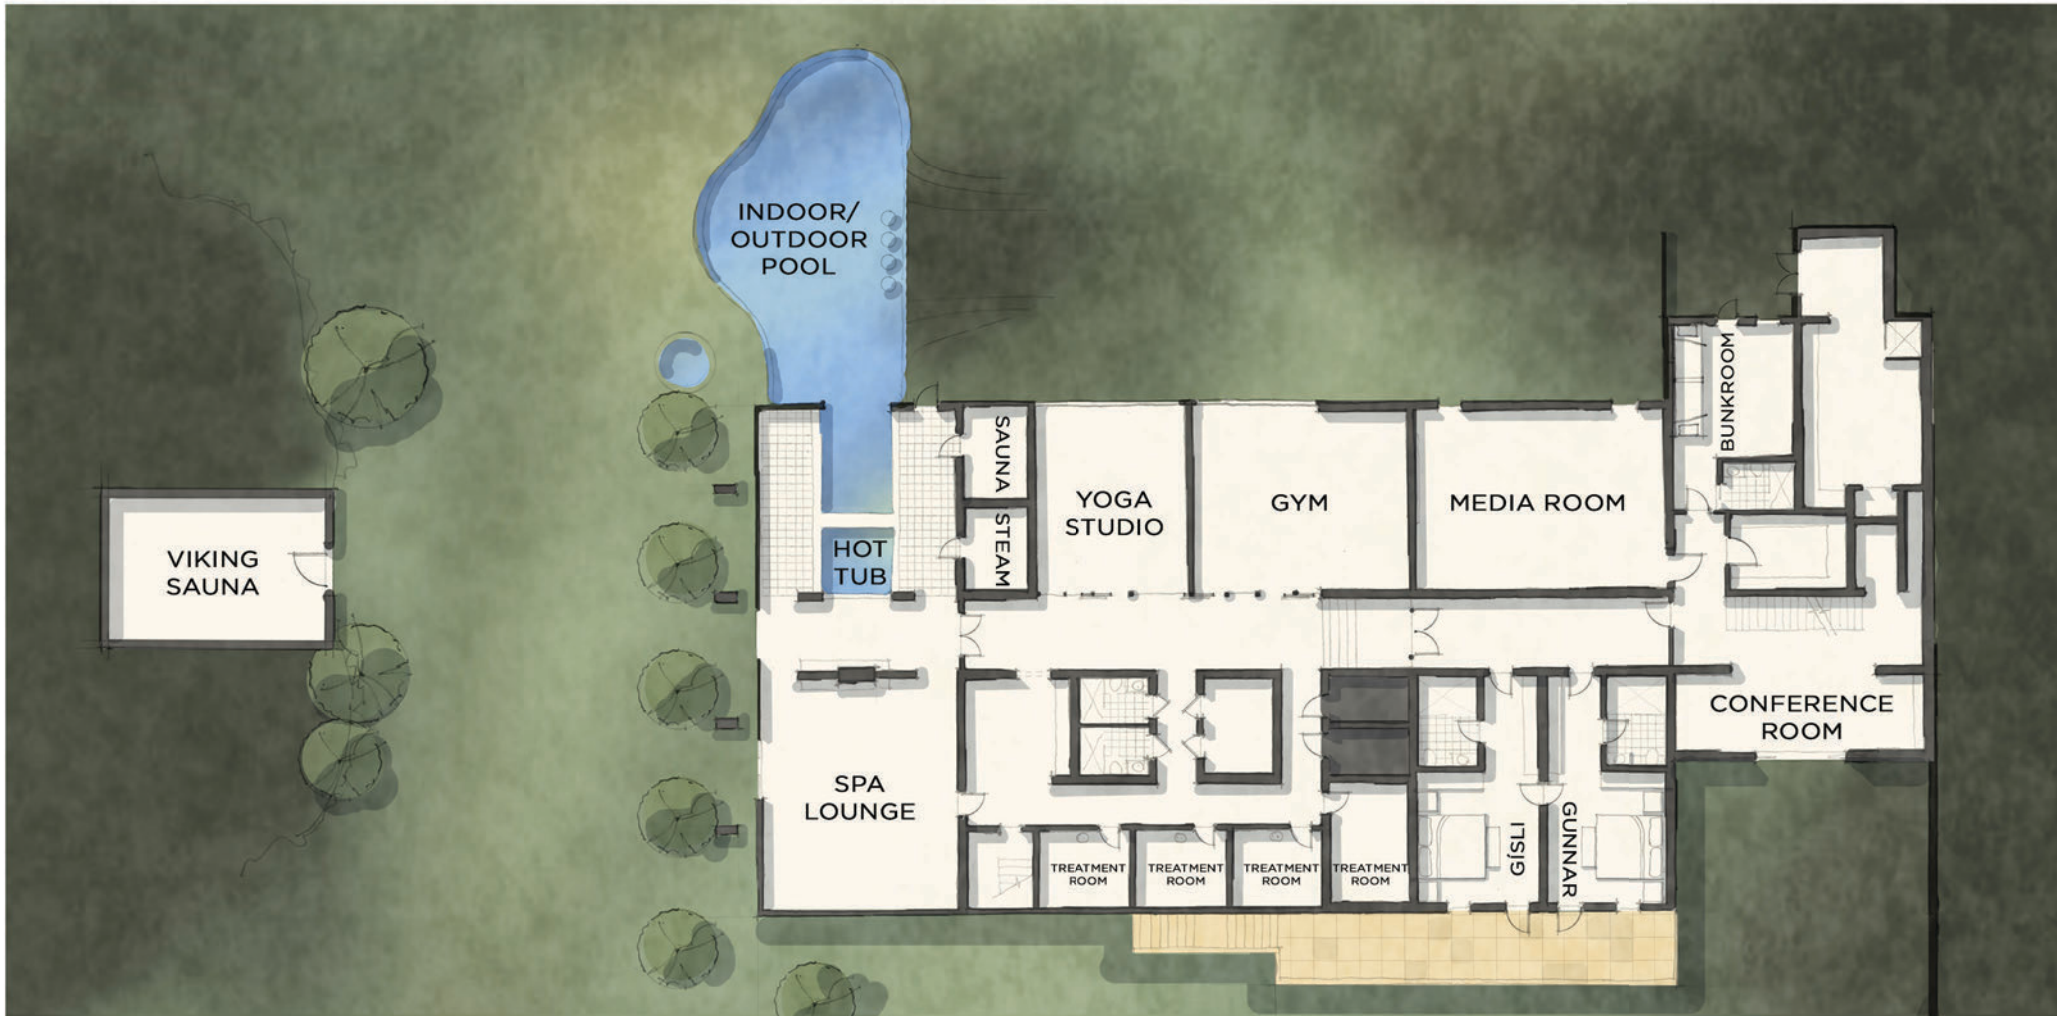 INDOOR/
OUTDOOR
POOL
BUNKROOM
SAUNA
YOGA
STUDIO
GYM
MEDIA ROOM
STEAM
HOT
TUB
VIKING
SAUNA
CONFERENCE
ROOM
SPA
LOUNGE
GÍSLI
GUNNAR
TREATMENT
ROOM
TREATMENT
ROOM
TREATMENT
ROOM
TREATMENT
ROOM